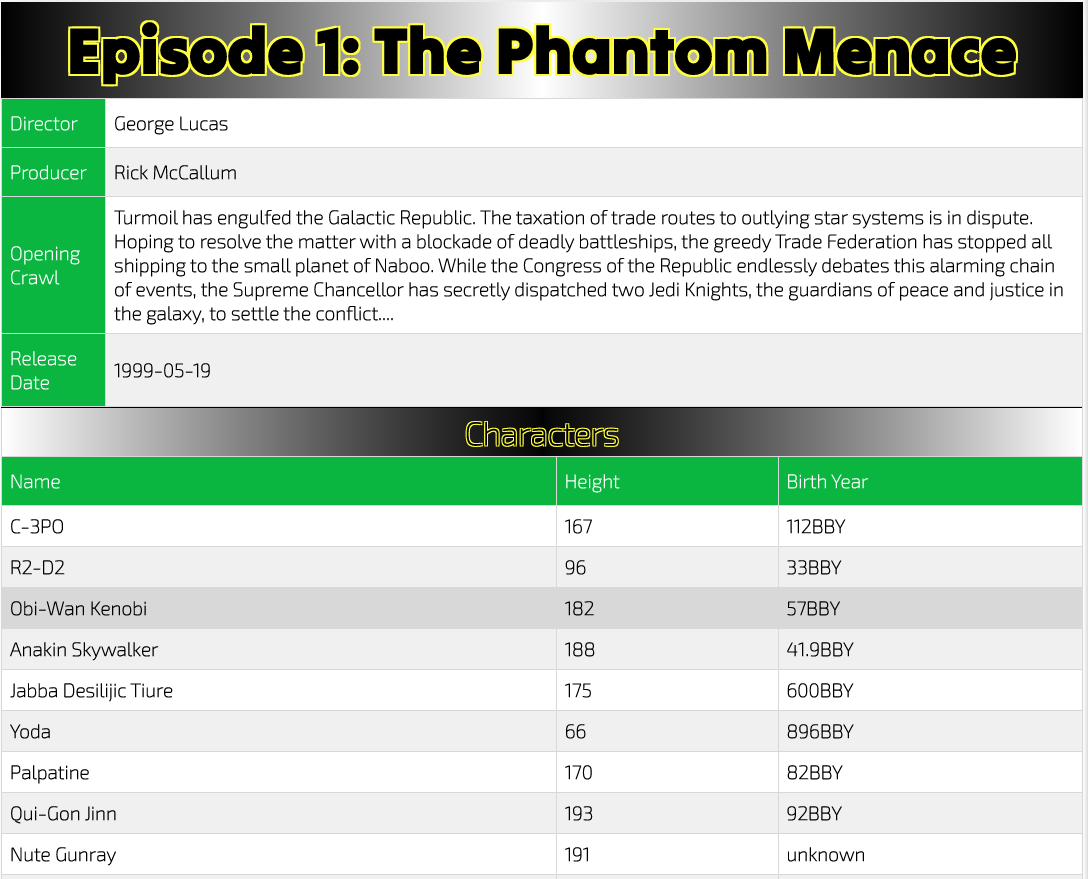 Episode 1: The Phantom Menace
Director George Lucas
Producer Rick McCallum
Opening Crawl
Turmoil has engulfed the Galactic Republic. The taxation of trade routes to outlying star systems is in dispute.
Hoping to resolve the matter with a blockade of deadly battleships, the greedy Trade Federation has stopped all
shipping to the small planet of Naboo. While the Congress of the Republic endlessly debates this alarming chain
of events, the Supreme Chancellor has secretly dispatched two Jedi Knights, the guardians of peace and justice in
the galaxy, to settle the conflict....
Release Date
1999-05-19
Characters
Name Height Birth Year
C-3PO 167 112BBY
R2-D2 96 33BBY
Obi-Wan Kenobi 182 57BBY
Anakin Skywalker 188 41.9BBY
Jabba Desilijic Tiure 175 600BBY
Yoda 66 896BBY
Palpatine 170 82BBY
Qui-Gon Jinn 193 92BBY
Nute Gunray 191 unknown